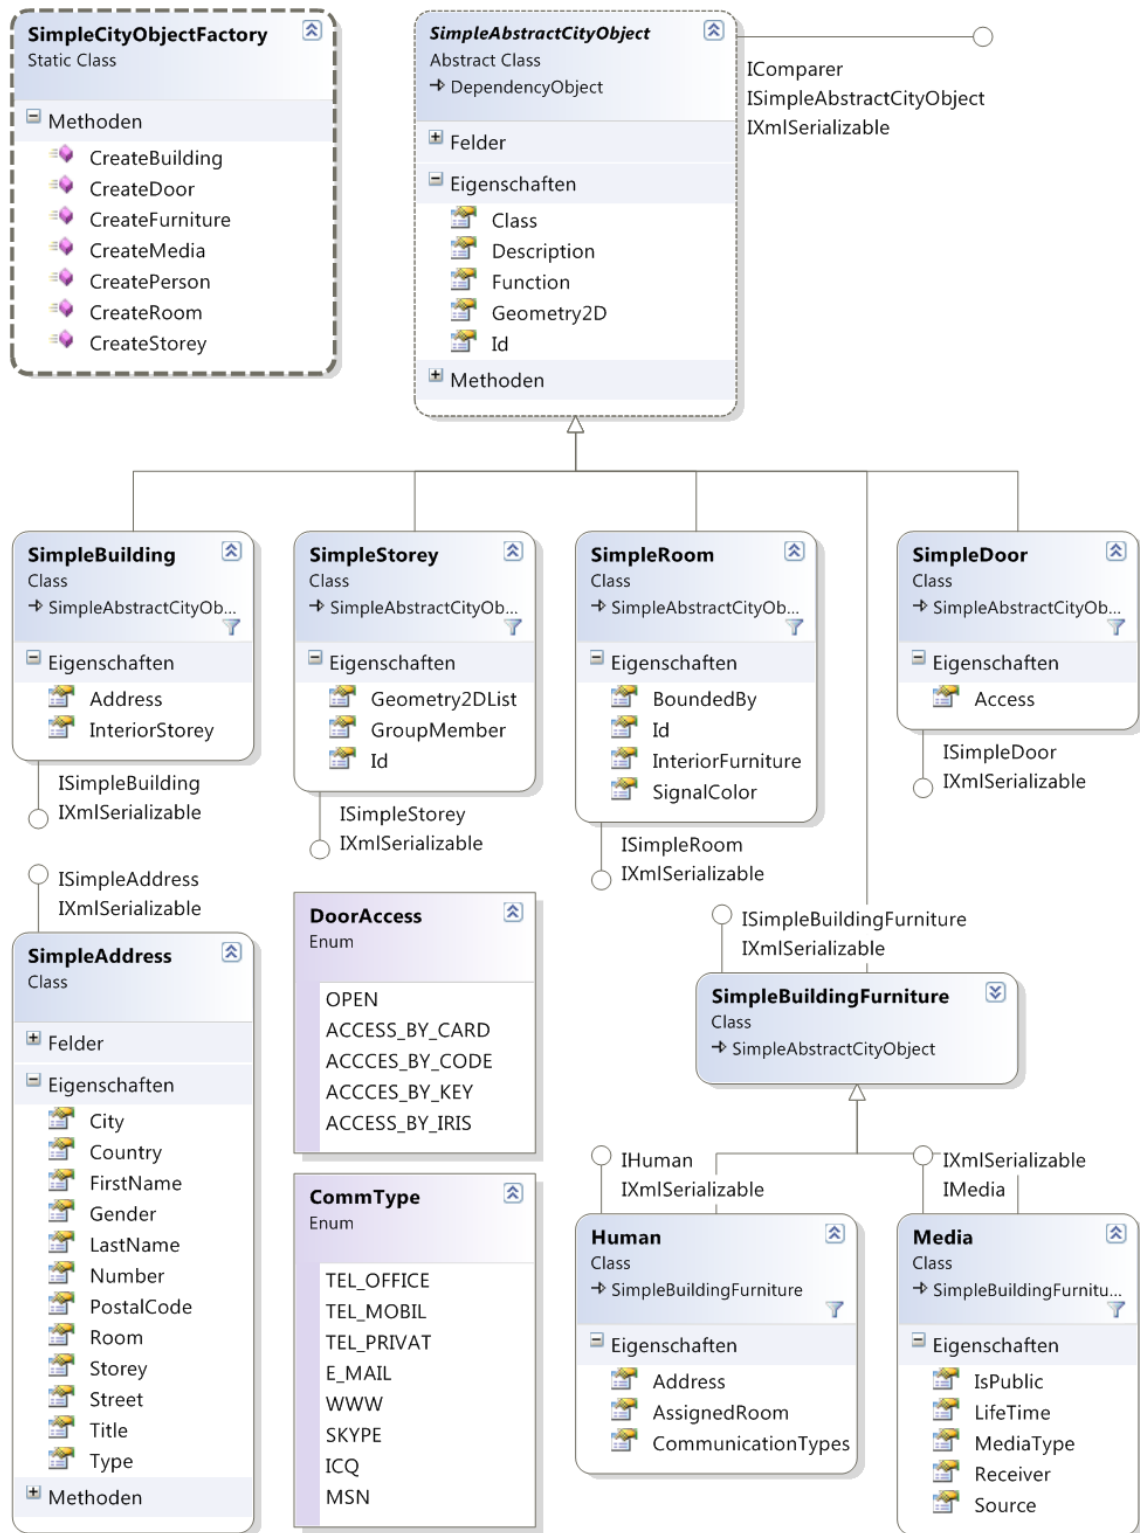 SimpleCityObjectFactory
Static Class
Methoden
CreateBuilding
CreateDoor
CreateFurniture
CreateMedia
CreatePerson
CreateRoom
CreateStorey
SimpleAbstractCityObject
Abstract Class
DependencyObject
Felder
Eigenschaften
Class
Description
Function
Geometry2D
Id
Methoden
IComparer
ISimpleAbstractCityObject
IXmlSerializable
SimpleBuilding
Class
SimpleAbstractCityOb...
Eigenschaften
Address
InteriorStorey
ISimpleBuilding
IXmlSerializable
SimpleStorey
Class
SimpleAbstractCityOb...
Eigenschaften
Geometry2DList
GroupMember
Id
ISimpleStorey
IXmlSerializable
SimpleRoom
Class
SimpleAbstractCityOb...
Eigenschaften
BoundedBy
Id
InteriorFurniture
SignalColor
ISimpleRoom
IXmlSerializable
SimpleDoor
Class
SimpleAbstractCityOb...
Eigenschaften
Access
ISimpleDoor
IXmlSerializable
ISimpleAddress
IXmlSerializable
SimpleAddress
Class
Felder
Eigenschaften
City
Country
FirstName
Gender
LastName
Number
PostalCode
Room
Storey
Street
Title
Type
Methoden
DoorAccess
Enum
OPEN
ACCESS_BY_CARD
ACCCES_BY_CODE
ACCCES_BY_KEY
ACCESS_BY_IRIS
CommType
Enum
TEL_OFFICE
TEL_MOBIL
TEL_PRIVAT
E_MAIL
WWW
SKYPE
ICQ
MSN
ISimpleBuildingFurniture
IXmlSerializable
SimpleBuildingFurniture
Class
SimpleAbstractCityObject
IHuman
IXmlSerializable
Human
Class
SimpleBuildingFurniture
Eigenschaften
Address
AssignedRoom
CommunicationTypes
IXmlSerializable
IMedia
Media
Class
SimpleBuildingFurnitu...
Eigenschaften
IsPublic
LifeTime
MediaType
Receiver
Source